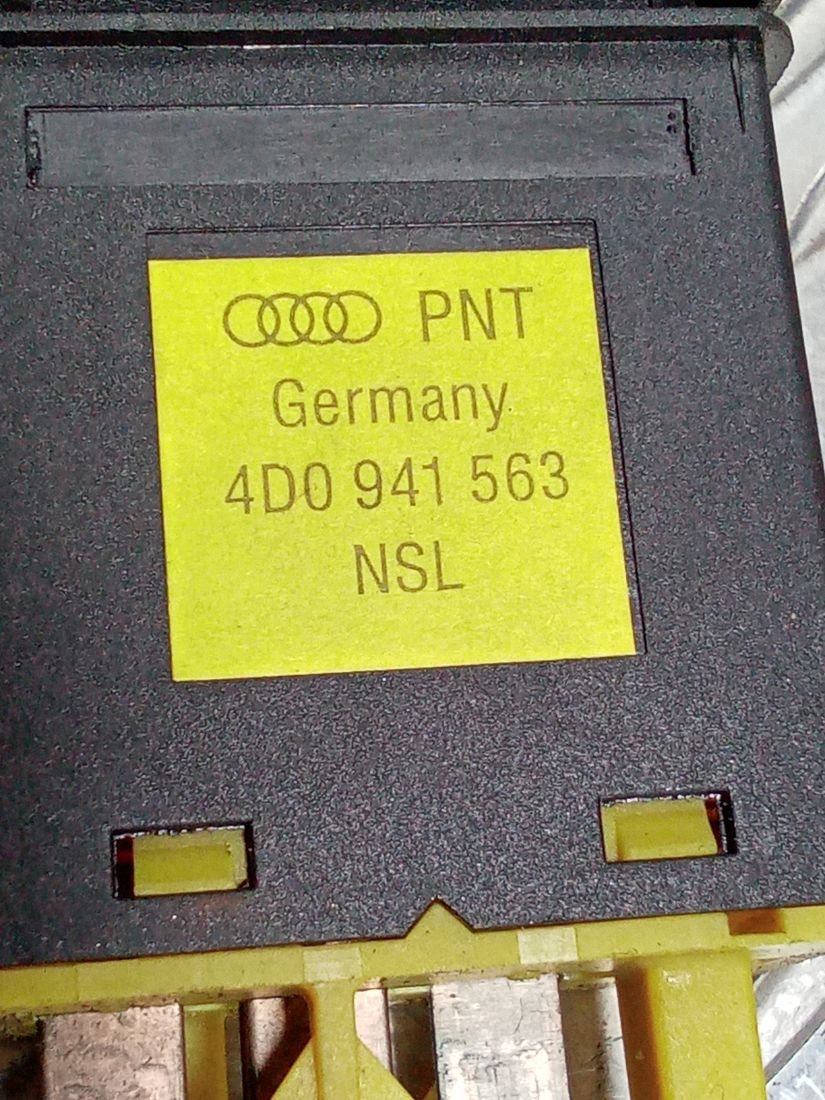 PNT
Germany
4D0 941 563
NSL